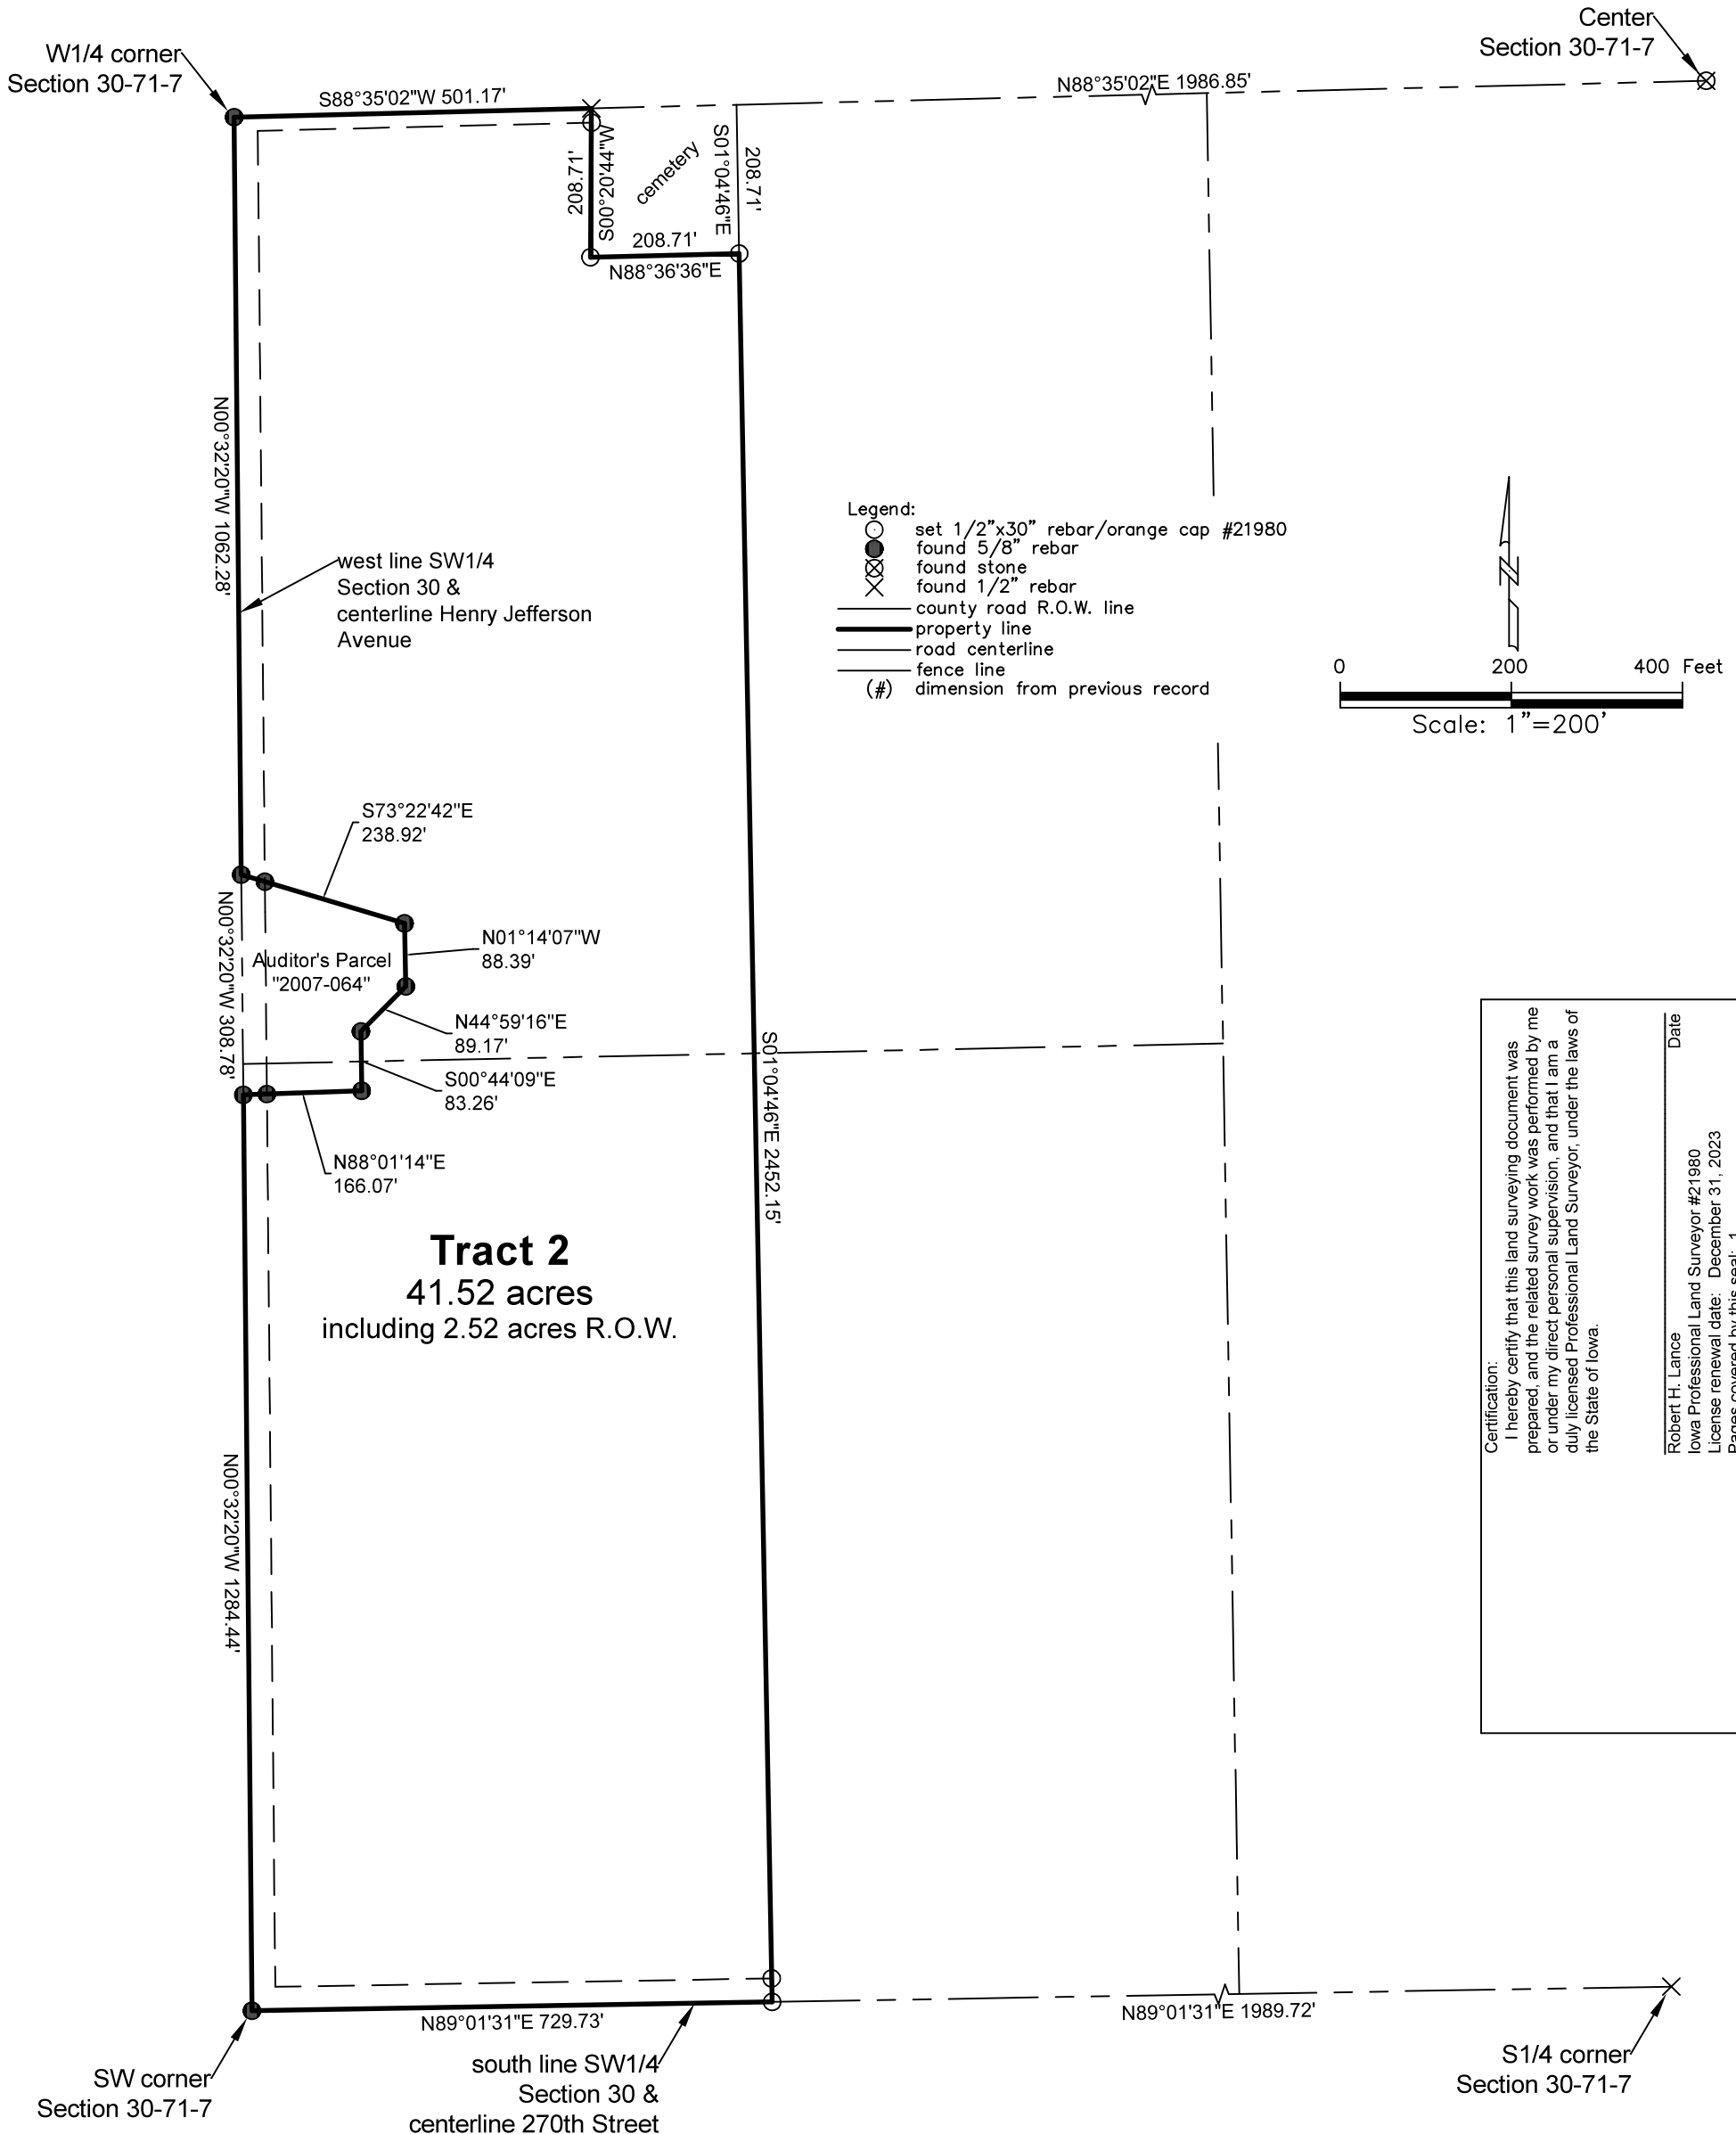 Center
Section 30-71-7
W1/4 corner
Section 30-71-7
S88°35'02"W 501.17'
N88°35'02"E 1986.85'
208.71'
S00°20'44"W
cemetery
S01°04'46"E
208.71'
208.71'
N88°36'36"E
N00°32'20"W 1062.28'
west line SW1/4
Section 30 &
centerline Henry Jefferson
Avenue
Legend:
set 1/2"x30" rebar/orange cap #21980
found 5/8" rebar
found stone
found 1/2" rebar
county road R.O.W. line
property line
road centerline
fence line
(#) dimension from previous record
N
0 200 400 Feet
Scale: 1"=200'
S73°22'42"E
238.92'
N00°32'20"W 308.78'
Auditor's Parcel
"2007-064"
N01°14'07"W
88.39'
N44°59'16"E
89.17'
S00°44'09"E
83.26'
N88°01'14"E
166.07'
S01°04'46"E 2452.15'
Tract 2
41.52 acres
including 2.52 acres R.O.W.
Certification:
I hereby certify that this land surveying document was
prepared, and the related survey work was performed by me
or under my direct personal supervision, and that I am a
duly licensed Professional Land Surveyor, under the laws of
the State of Iowa.
Robert H. Lance Date
Iowa Professional Land Surveyor #21980
License renewal date: December 31, 2023
Pages covered by this seal: 1
N00°32'20"W 1284.44'
N89°01'31"E 729.73'
N89°01'31"E 1989.72'
SW corner
Section 30-71-7
south line SW1/4
Section 30 &
centerline 270th Street
S1/4 corner
Section 30-71-7